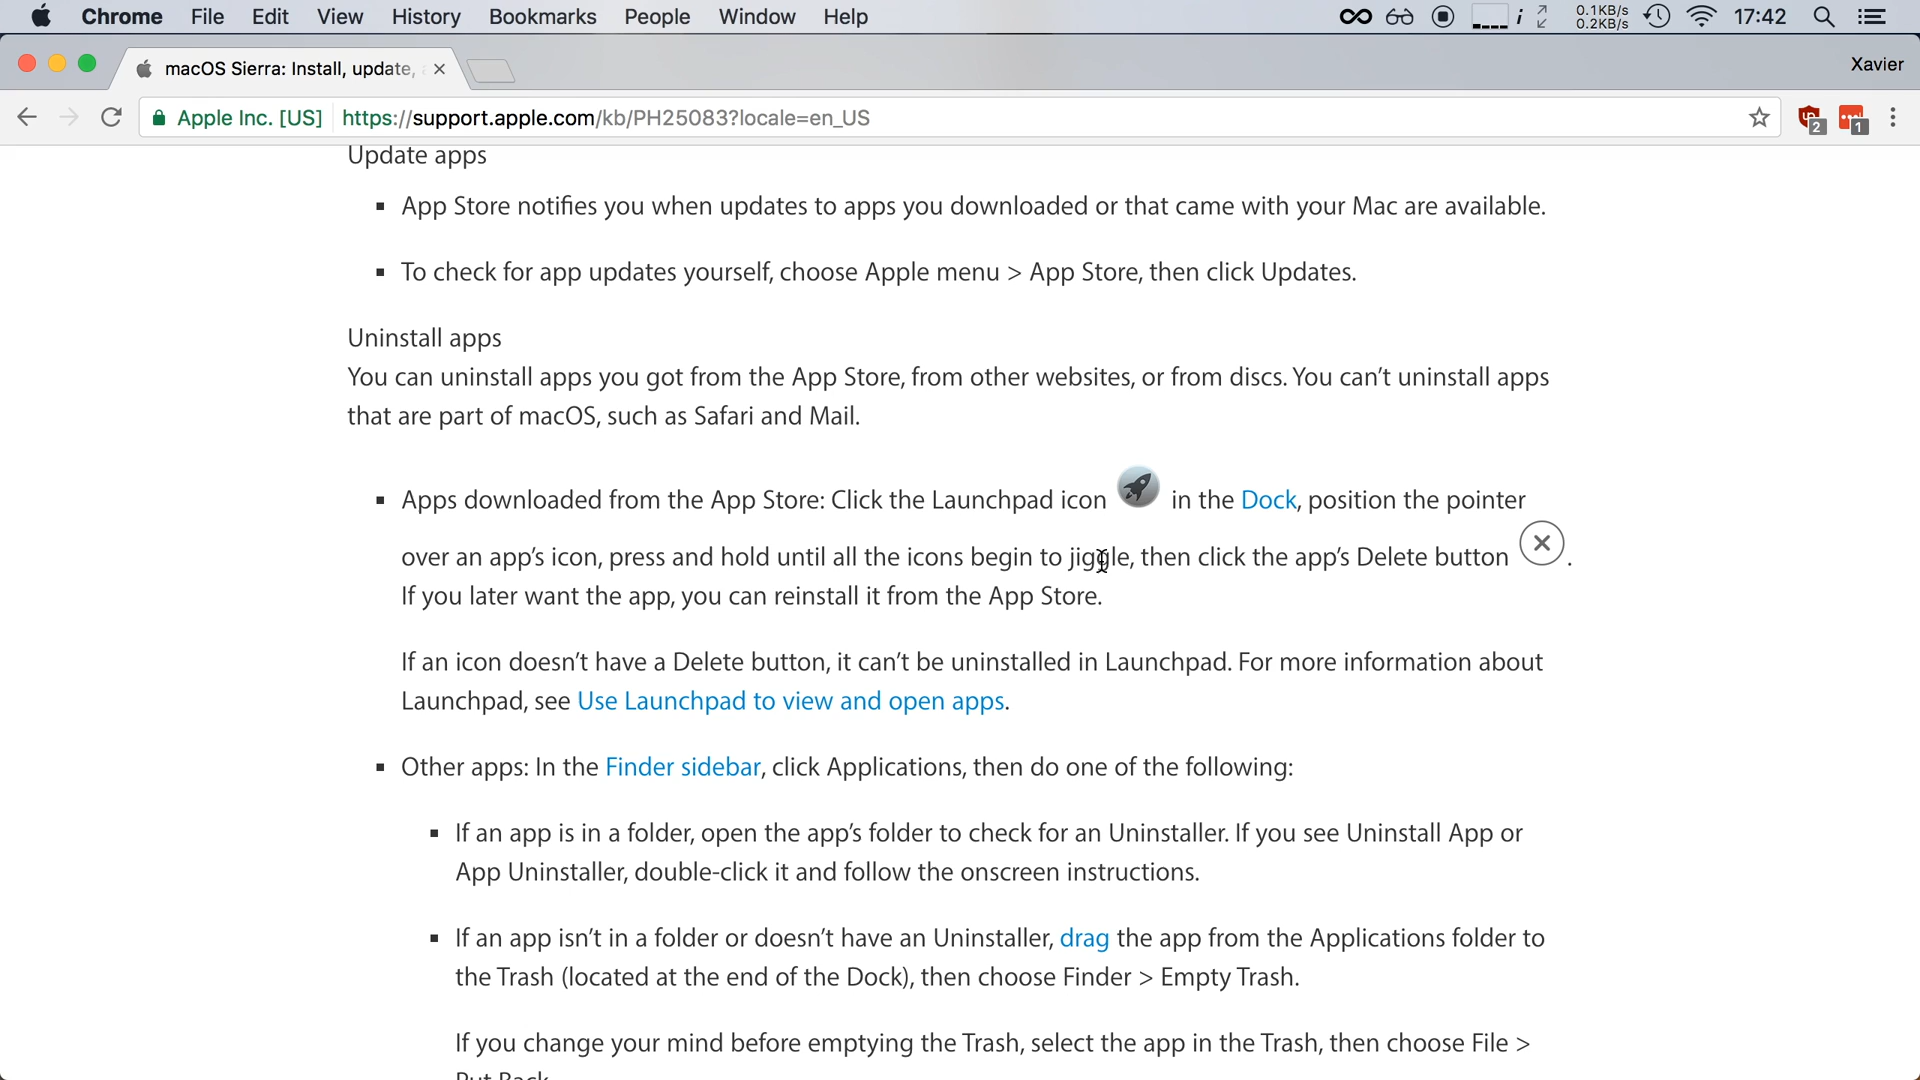 Chrome File Edit View History Bookmarks People Window Help
0.1KB/s
0.2KB/s
17:42
macOS Sierra: Install, update,
Xavier
Apple Inc. [US] https://support.apple.com/kb/PH25083?locale=en_US
2
1
Update apps
App Store notifies you when updates to apps you downloaded or that came with your Mac are available.
To check for app updates yourself, choose Apple menu > App Store, then click Updates.
Uninstall apps
You can uninstall apps you got from the App Store, from other websites, or from discs. You can’t uninstall apps
that are part of macOS, such as Safari and Mail.
Apps downloaded from the App Store: Click the Launchpad icon in the Dock, position the pointer
over an app’s icon, press and hold until all the icons begin to jiggle, then click the app’s Delete button .
If you later want the app, you can reinstall it from the App Store.
If an icon doesn’t have a Delete button, it can’t be uninstalled in Launchpad. For more information about
Launchpad, see Use Launchpad to view and open apps.
Other apps: In the Finder sidebar, click Applications, then do one of the following:
If an app is in a folder, open the app’s folder to check for an Uninstaller. If you see Uninstall App or
App Uninstaller, double-click it and follow the onscreen instructions.
If an app isn’t in a folder or doesn’t have an Uninstaller, drag the app from the Applications folder to
the Trash (located at the end of the Dock), then choose Finder > Empty Trash.
If you change your mind before emptying the Trash, select the app in the Trash, then choose File >
Put Back